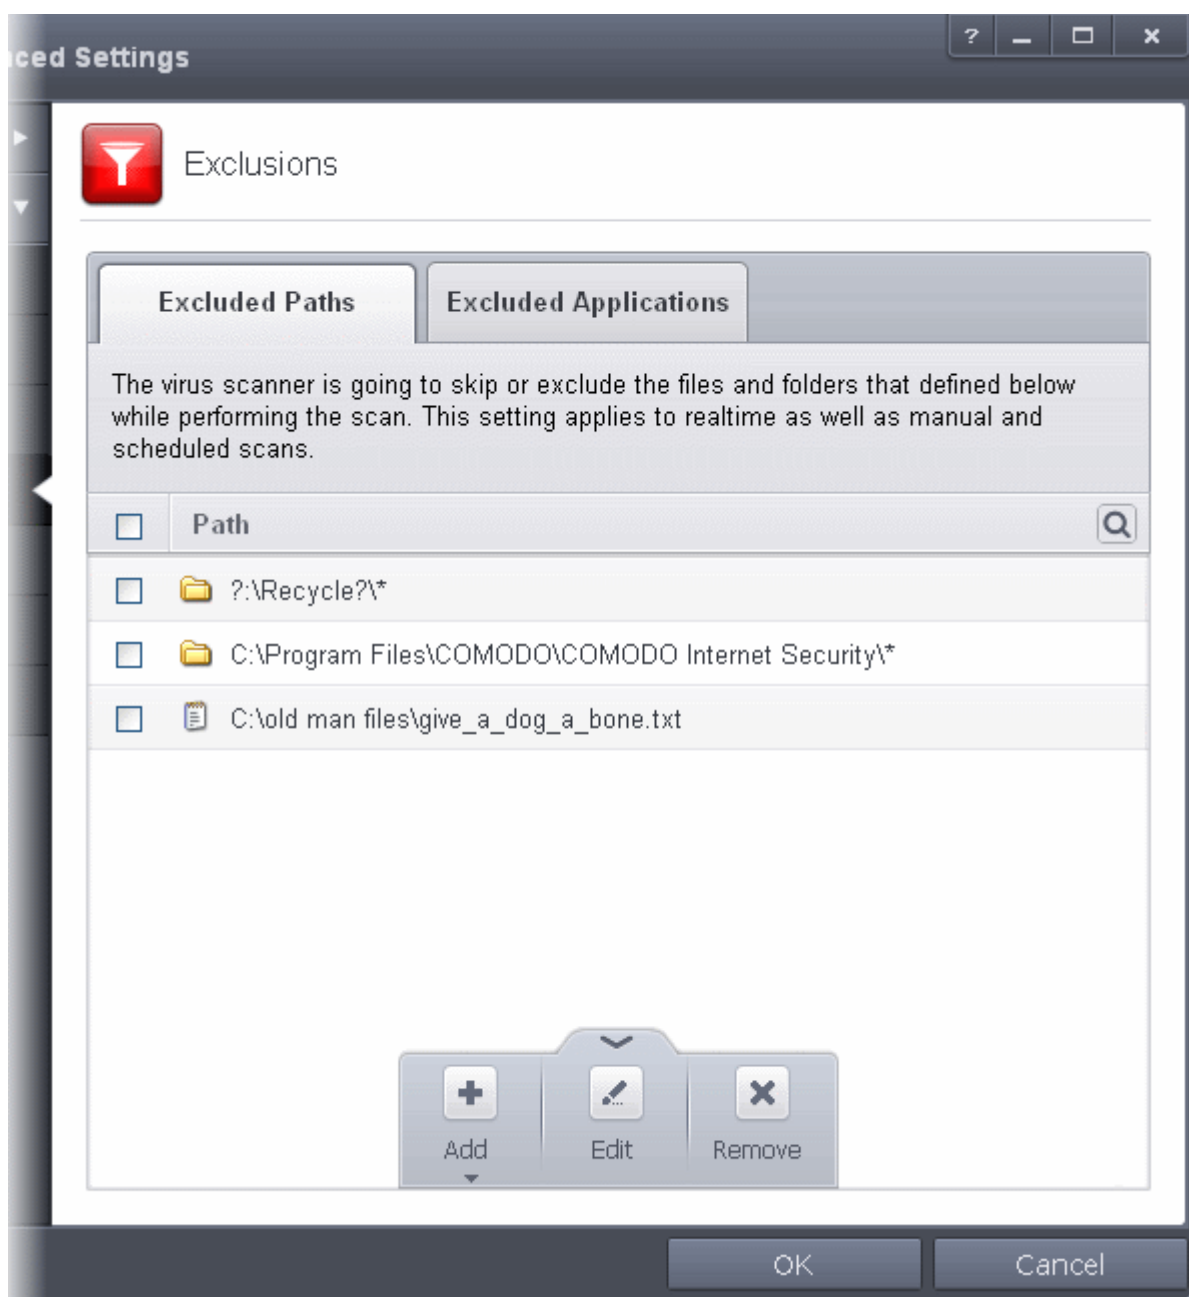 ced Settings
?
Exclusions
Excluded Paths
Excluded Applications
The virus scanner is going to skip or exclude the files and folders that defined below
while performing the scan. This setting applies to realtime as well as manual and
scheduled scans.
Path
?:\Recycle?\*
C:\Program Files\COMODO\COMODO Internet Security\*
C:\old man files\give_a_dog_a_bone.txt
Add
Edit
Remove
OK
Cancel